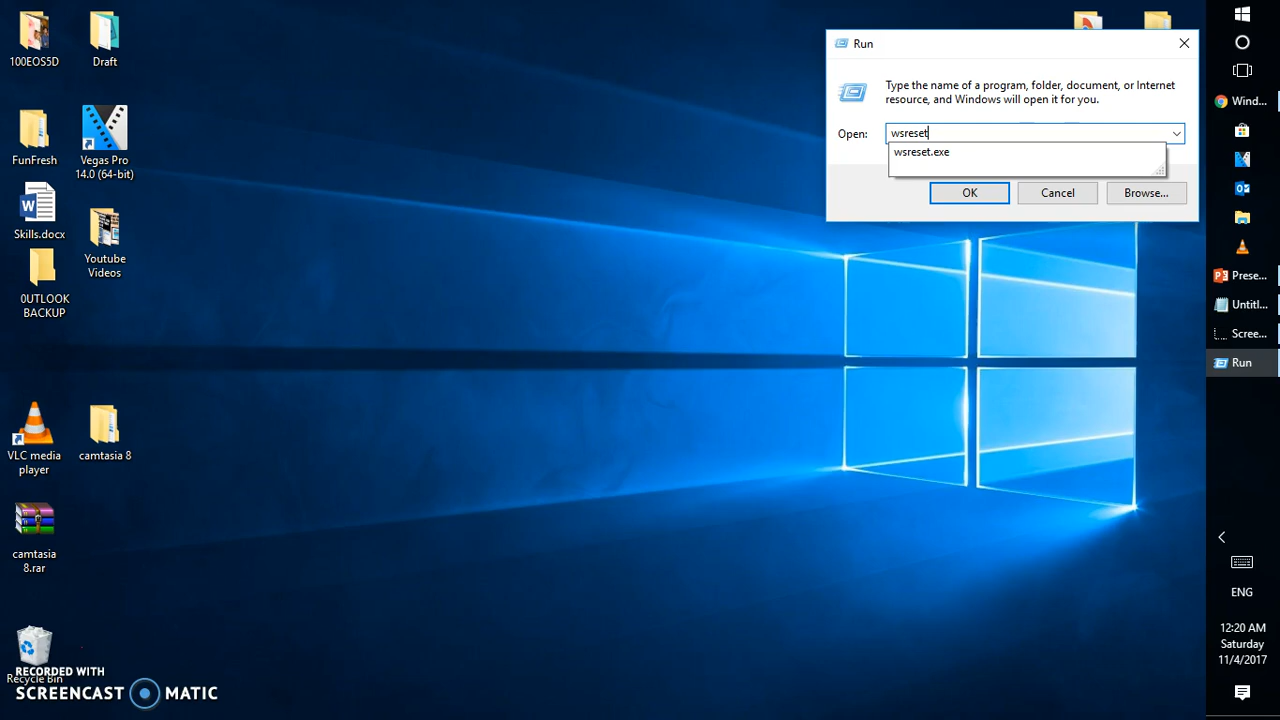 100EOS5D
Draft
FunFresh
Vegas Pro
14.0 (64-bit)
Skills.docx
Youtube
Videos
0UTLOOK
BACKUP
VLC media
player
camtasia 8
camtasia
8.rar
Recycle Bin
RECORDED WITH
SCREENCAST MATIC
Run
Type the name of a program, folder, document, or Internet
resource, and Windows will open it for you.
Open:
wsreset
wsreset.exe
OK
Cancel
Browse...
Wind...
Prese...
Untitl...
Scree...
Run
ENG
12:20 AM
Saturday
11/4/2017